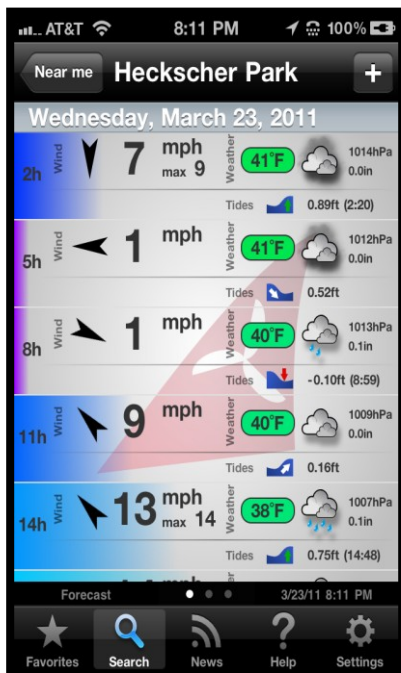 AT&T 8:11 PM 100%
Near me Heckscher Park +
Wednesday, March 23, 2011
2h Wind 7 mph max 9 Weather 41°F 1014hPa 0.0in
Tides 0.89ft (2:20)
5h Wind 1 mph Weather 41°F 1012hPa 0.0in
Tides 0.52ft
8h Wind 1 mph Weather 40°F 1013hPa 0.1in
Tides -0.10ft (8:59)
11h Wind 9 mph Weather 40°F 1009hPa 0.0in
Tides 0.16ft
14h Wind 13 mph max 14 Weather 38°F 1007hPa 0.1in
Tides 0.75ft (14:48)
Forecast 3/23/11 8:11 PM
Favorites Search News Help Settings